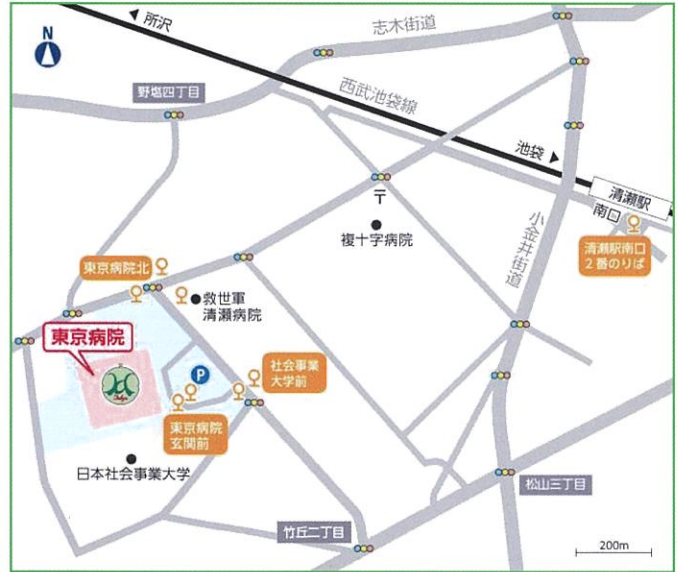 N
所沢
志木街道
野塩四丁目
西武池袋線
池袋
清瀬駅
南口
清瀬駅南口
2番のりば
〒
複十字病院
小金井街道
東京病院北
救世軍
清瀬病院
東京病院
P
社会事業
大学前
東京病院
玄関前
日本社会事業大学
松山三丁目
竹丘二丁目
200m